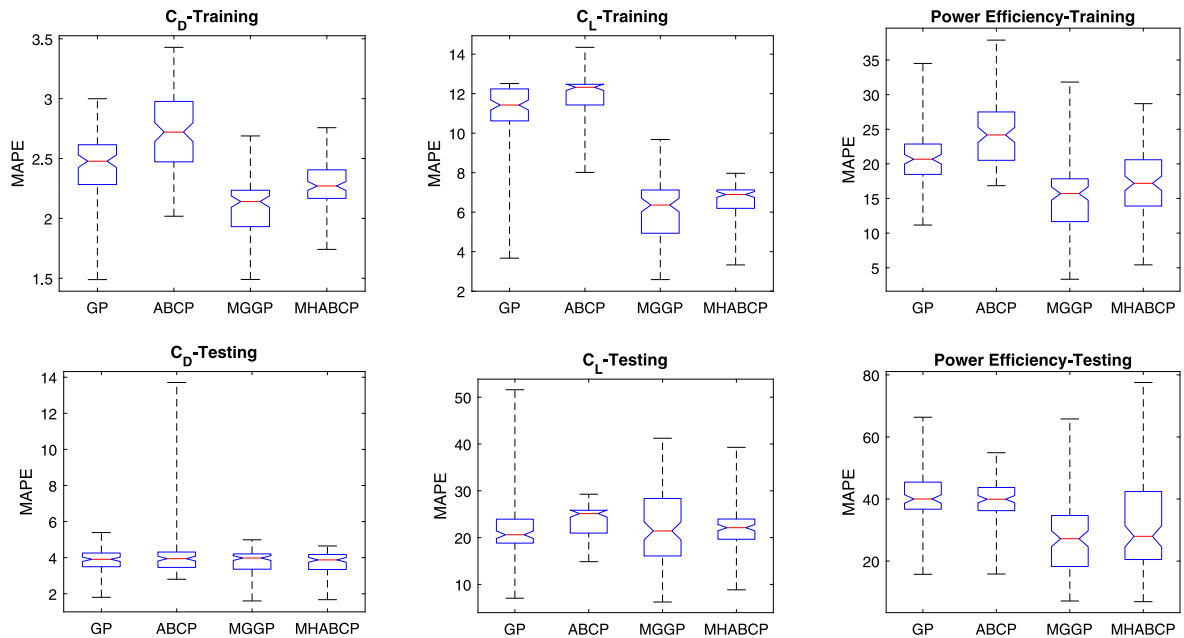 C_D-Training
MAPE
3.5
3
2.5
2
1.5
GP ABCP MGGP MHABCP
C_L-Training
MAPE
14
12
10
8
6
4
2
GP ABCP MGGP MHABCP
Power Efficiency-Training
MAPE
35
30
25
20
15
10
5
GP ABCP MGGP MHABCP
C_D-Testing
MAPE
14
12
10
8
6
4
2
GP ABCP MGGP MHABCP
C_L-Testing
MAPE
50
40
30
20
10
GP ABCP MGGP MHABCP
Power Efficiency-Testing
MAPE
80
60
40
20
GP ABCP MGGP MHABCP